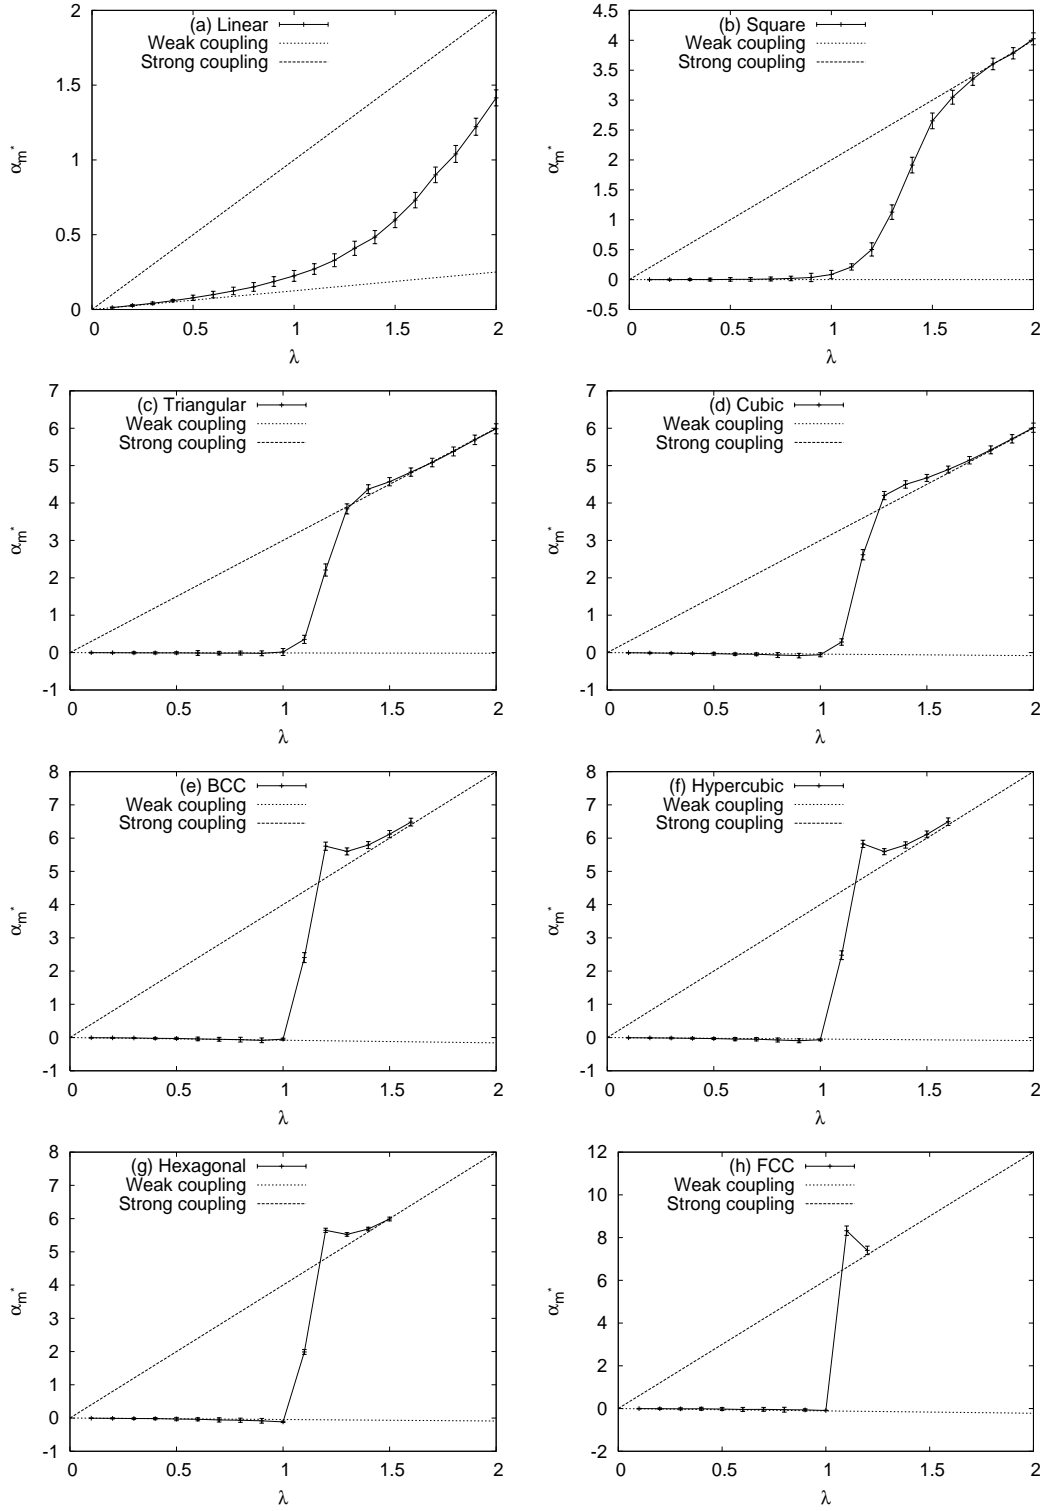 2
(a) Linear
Weak coupling
Strong coupling
1.5
1
0.5
0
α_m*
0 0.5 1 1.5 2
λ
4.5
(b) Square
Weak coupling
Strong coupling
4
3.5
3
2.5
2
1.5
1
0.5
0
-0.5
α_m*
0 0.5 1 1.5 2
λ
7
(c) Triangular
Weak coupling
Strong coupling
6
5
4
3
2
1
0
-1
α_m*
0 0.5 1 1.5 2
λ
7
(d) Cubic
Weak coupling
Strong coupling
6
5
4
3
2
1
0
-1
α_m*
0 0.5 1 1.5 2
λ
8
(e) BCC
Weak coupling
Strong coupling
7
6
5
4
3
2
1
0
-1
α_m*
0 0.5 1 1.5 2
λ
8
(f) Hypercubic
Weak coupling
Strong coupling
7
6
5
4
3
2
1
0
-1
α_m*
0 0.5 1 1.5 2
λ
8
(g) Hexagonal
Weak coupling
Strong coupling
7
6
5
4
3
2
1
0
-1
α_m*
0 0.5 1 1.5 2
λ
12
(h) FCC
Weak coupling
Strong coupling
10
8
6
4
2
0
-2
α_m*
0 0.5 1 1.5 2
λ